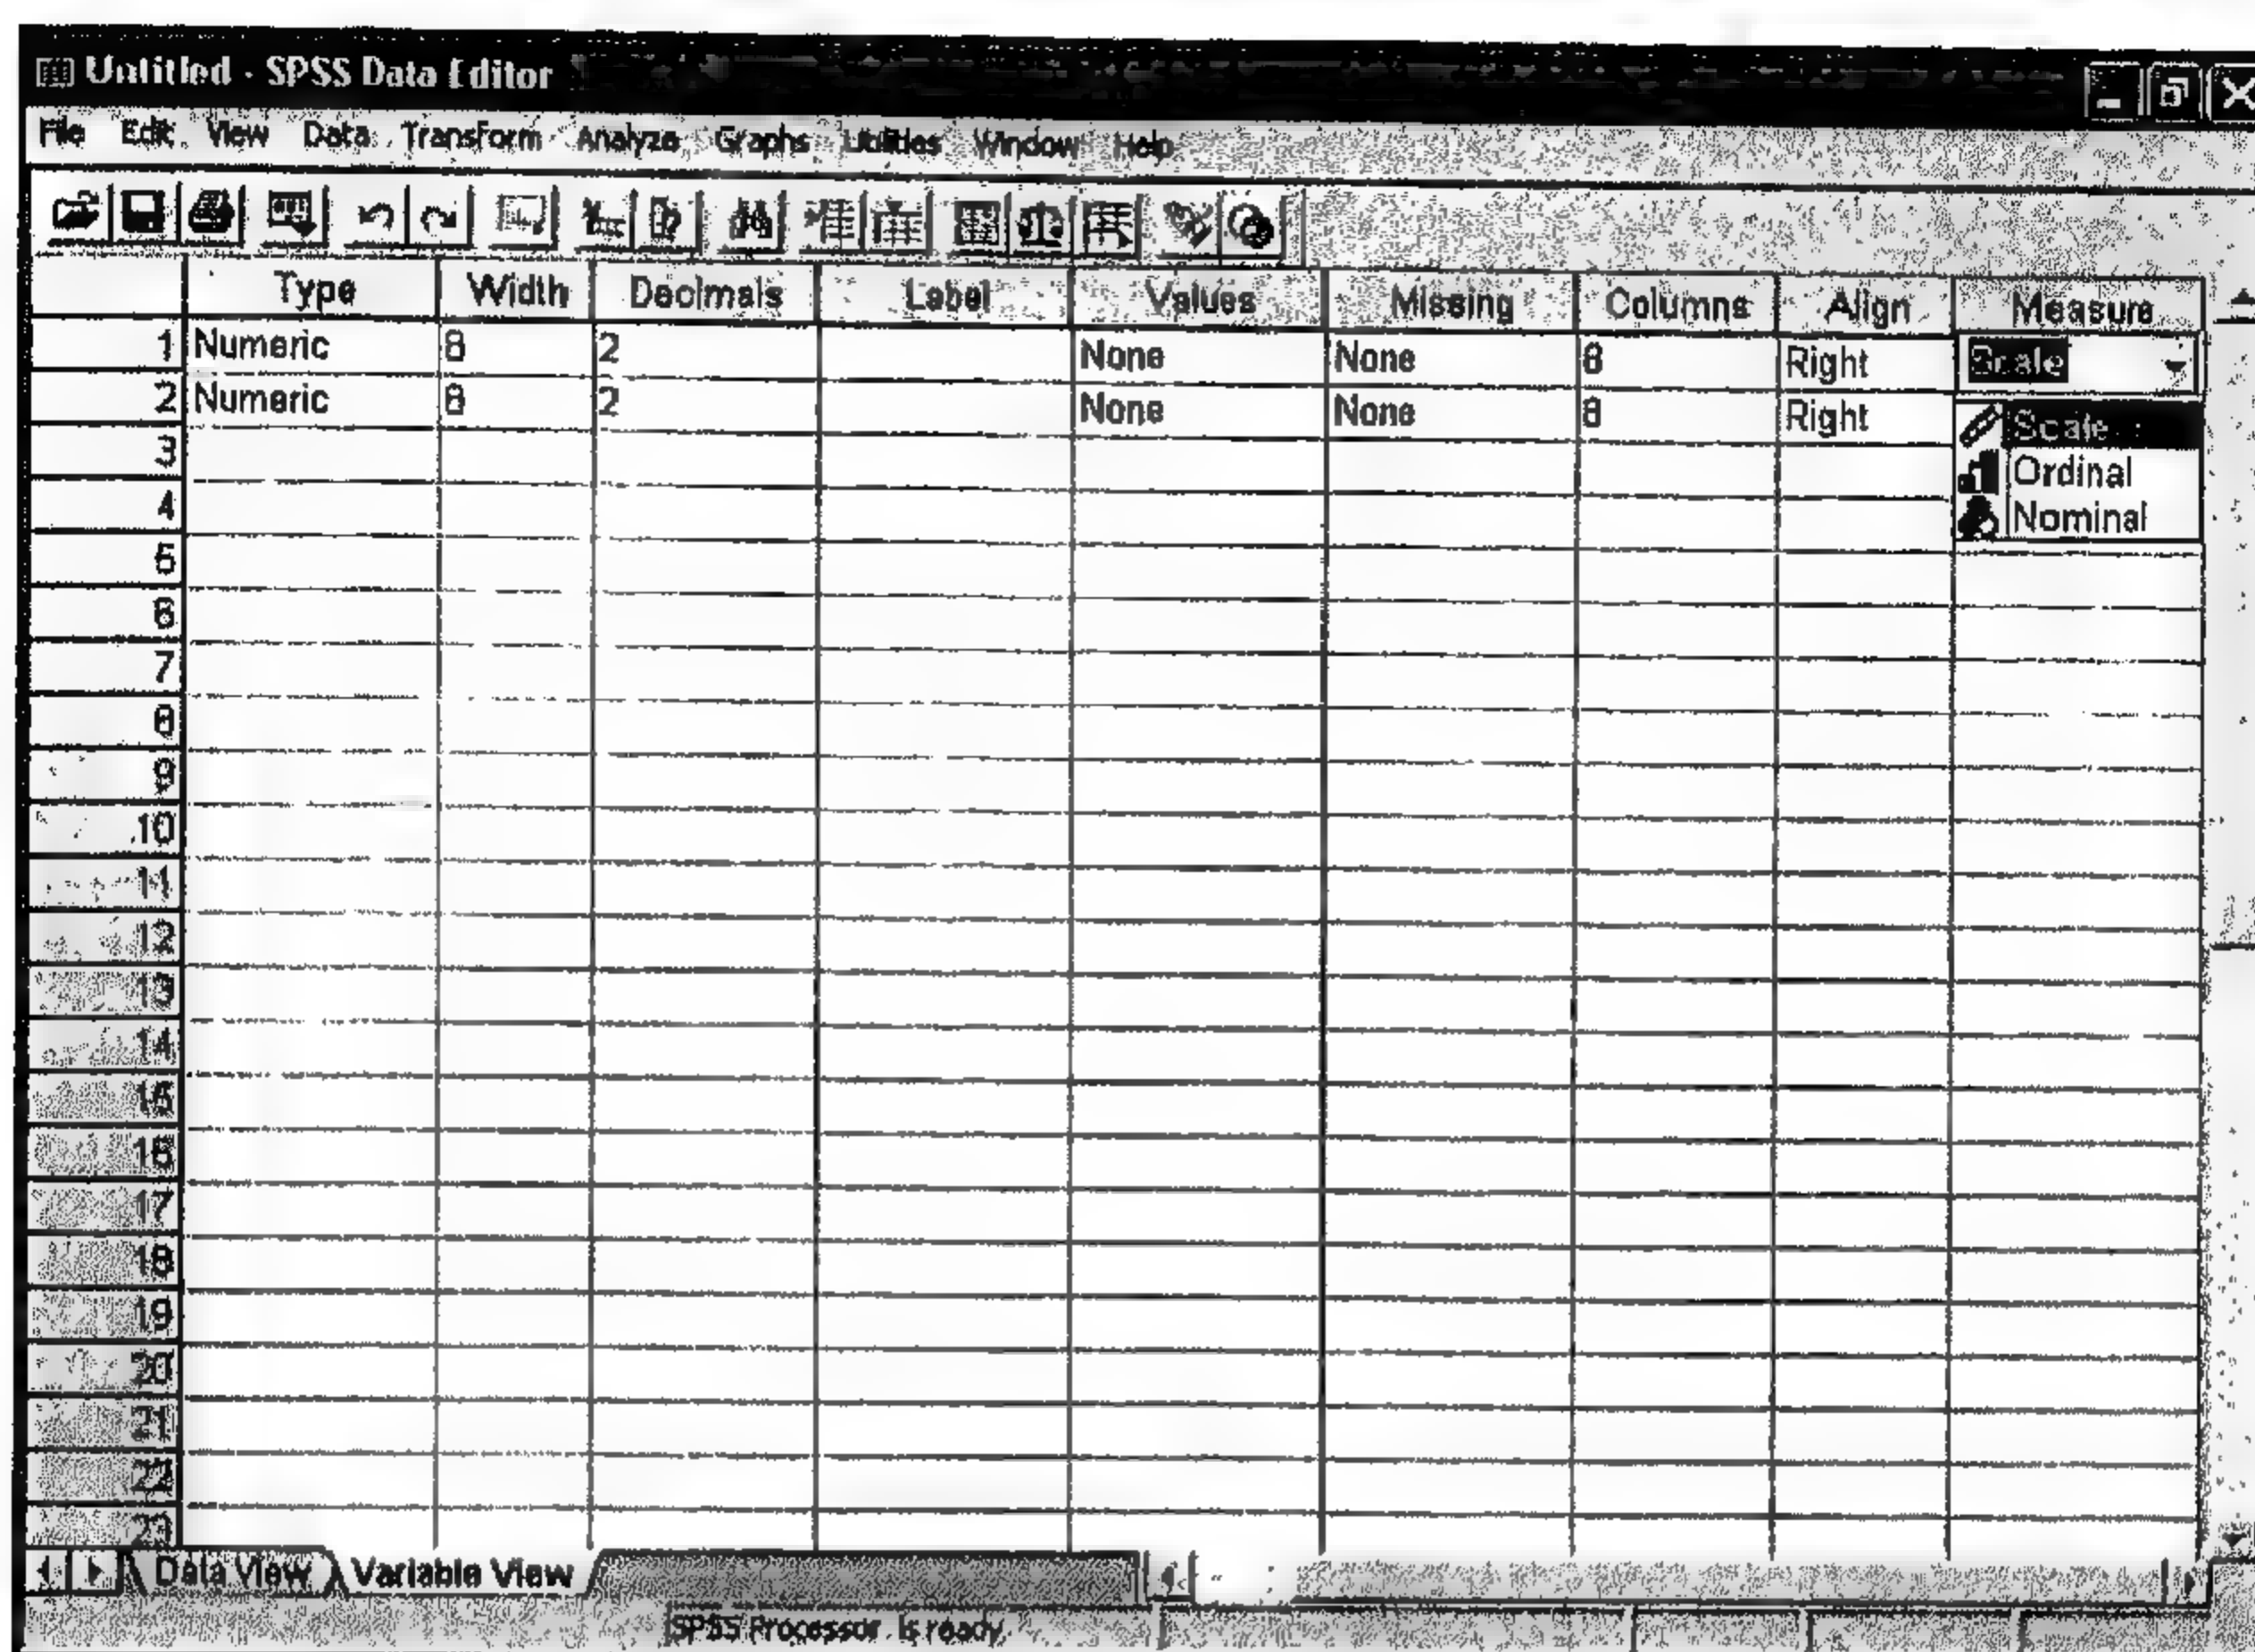 Untitled - SPSS Data Editor
File Edit View Data Transform Analyze Graphs Utilities Window Help
Type Width Decimals Label Values Missing Columns Align Measure
1 Numeric 8 2 None None 8 Right Scale
2 Numeric 8 2 None None 8 Right Scale
3 Ordinal
4 Nominal
5
6
7
8
9
10
11
12
13
14
15
16
17
18
19
20
21
22
23
Data View Variable View
SPSS Processor is ready